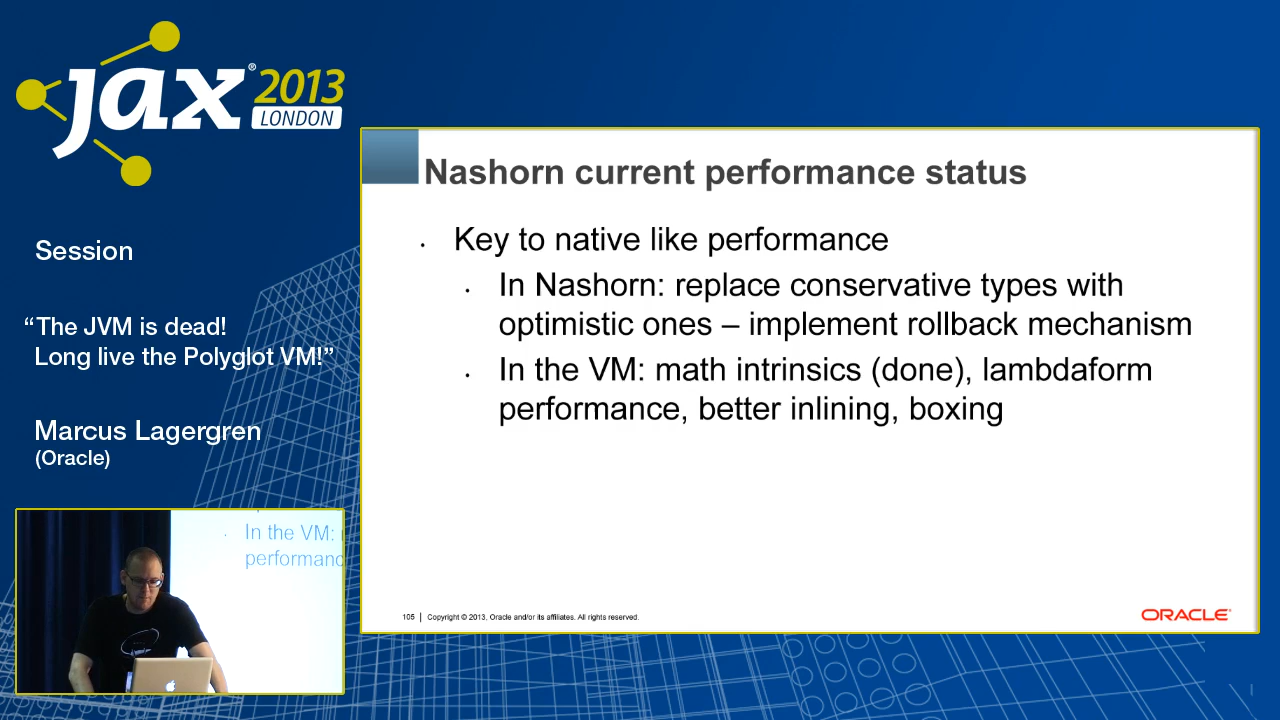 jax® 2013
LONDON
Session
“The JVM is dead!
Long live the Polyglot VM!”
Marcus Lagergren
(Oracle)
Nashorn current performance status
• Key to native like performance
• In Nashorn: replace conservative types with
optimistic ones – implement rollback mechanism
• In the VM: math intrinsics (done), lambdaform
performance, better inlining, boxing
105 | Copyright © 2013, Oracle and/or its affiliates. All rights reserved.
ORACLE®
In the VM:
performanc